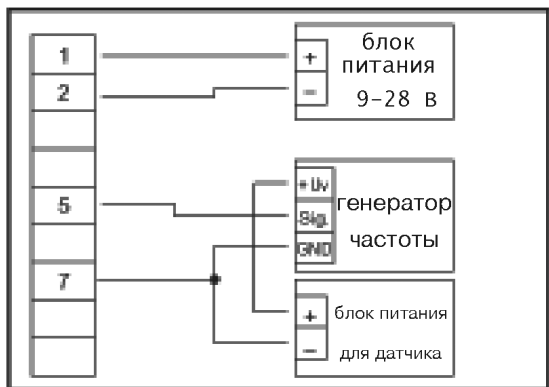 1
2
5
7
+
−
блок
питания
9-28 В
+Uv
Sig.
GND
генератор
частоты
+
−
блок питания
для датчика